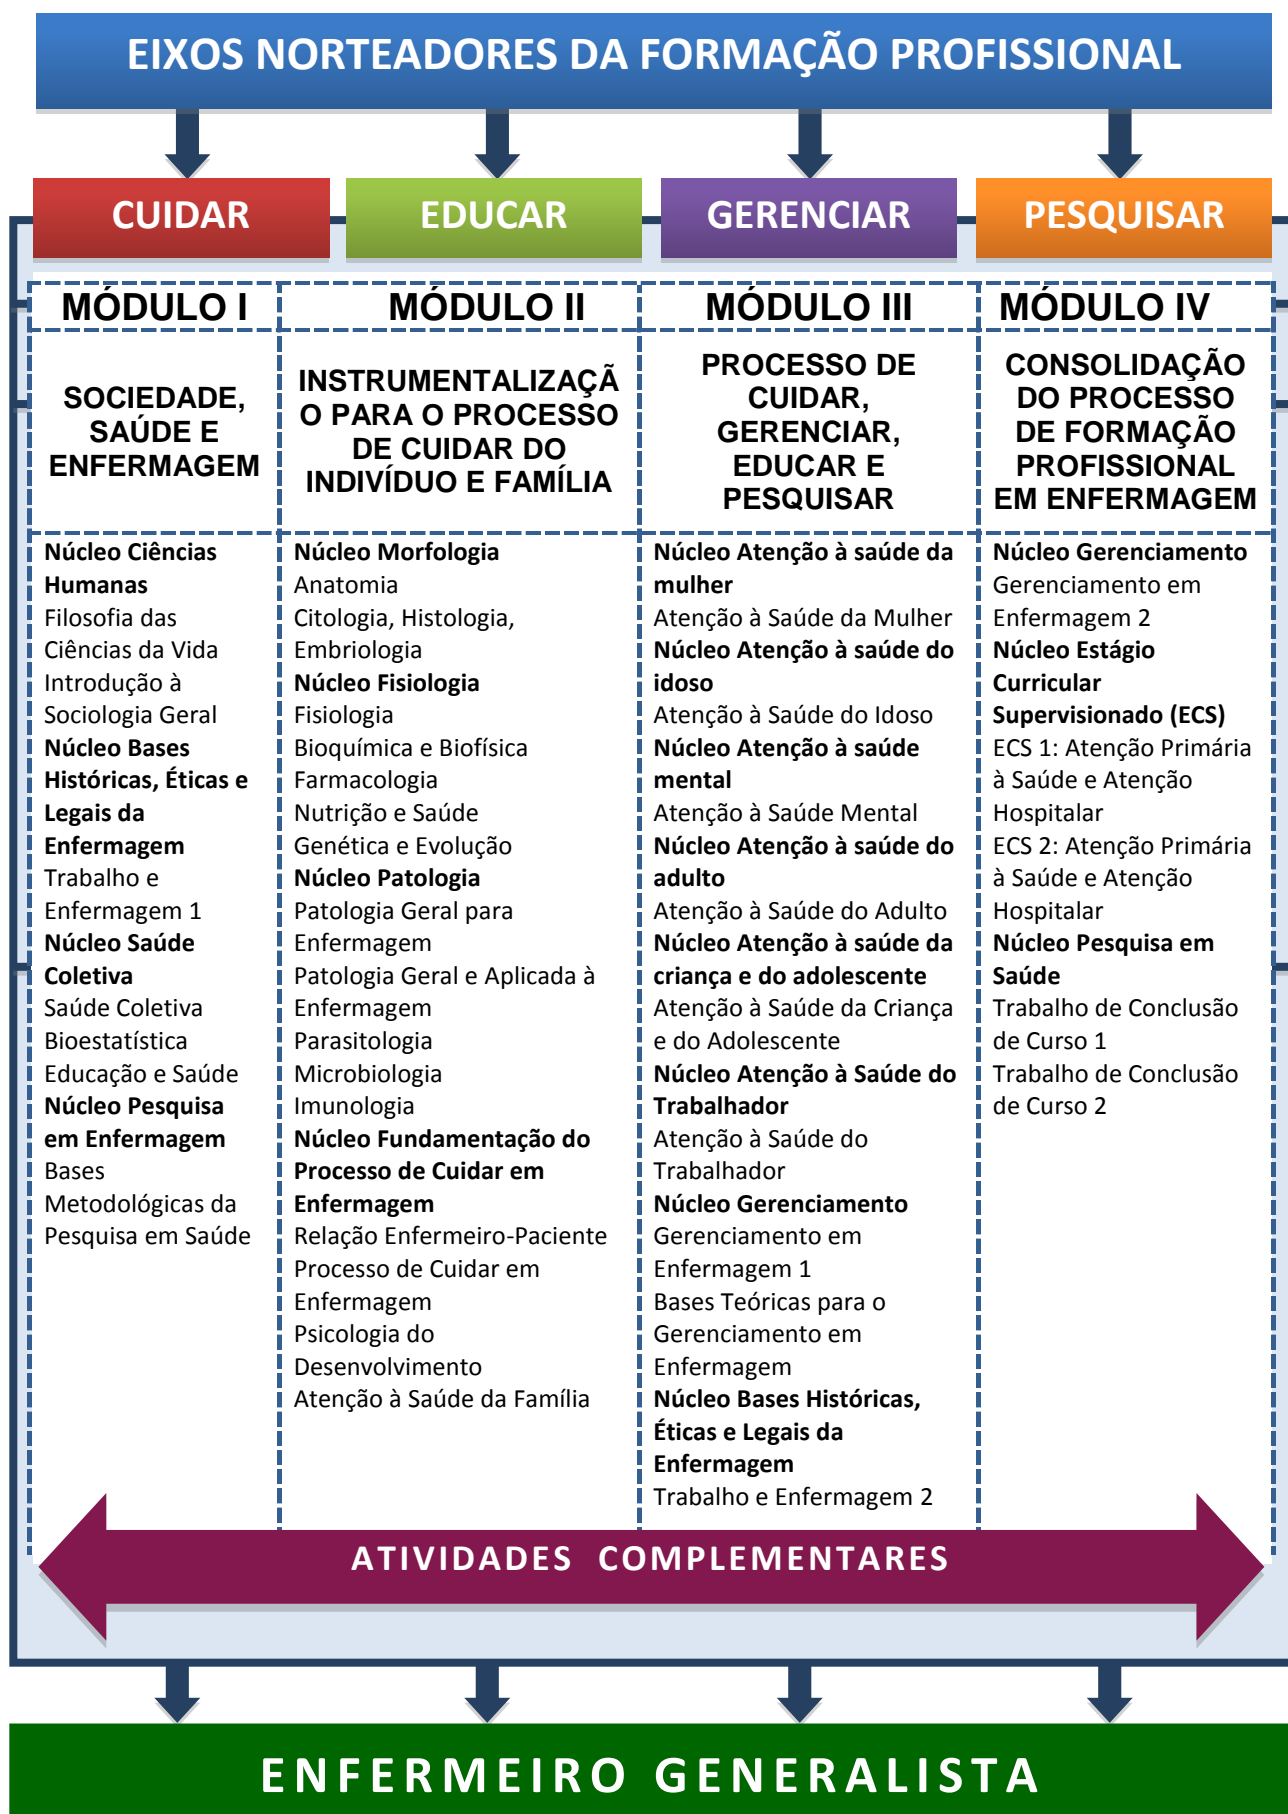 EIXOS NORTEADORES DA FORMAÇÃO PROFISSIONAL
CUIDAR
EDUCAR
GERENCIAR
PESQUISAR
MÓDULO I
SOCIEDADE,
SAÚDE E
ENFERMAGEM
Núcleo Ciências
Humanas
Filosofia das
Ciências da Vida
Introdução à
Sociologia Geral
Núcleo Bases
Históricas, Éticas e
Legais da
Enfermagem
Trabalho e
Enfermagem 1
Núcleo Saúde
Coletiva
Saúde Coletiva
Bioestatística
Educação e Saúde
Núcleo Pesquisa
em Enfermagem
Bases
Metodológicas da
Pesquisa em Saúde
MÓDULO II
INSTRUMENTALIZAÇÃ
O PARA O PROCESSO
DE CUIDAR DO
INDIVÍDUO E FAMÍLIA
Núcleo Morfologia
Anatomia
Citologia, Histologia,
Embriologia
Núcleo Fisiologia
Fisiologia
Bioquímica e Biofísica
Farmacologia
Nutrição e Saúde
Genética e Evolução
Núcleo Patologia
Patologia Geral para
Enfermagem
Patologia Geral e Aplicada à
Enfermagem
Parasitologia
Microbiologia
Imunologia
Núcleo Fundamentação do
Processo de Cuidar em
Enfermagem
Relação Enfermeiro-Paciente
Processo de Cuidar em
Enfermagem
Psicologia do
Desenvolvimento
Atenção à Saúde da Família
MÓDULO III
PROCESSO DE
CUIDAR,
GERENCIAR,
EDUCAR E
PESQUISAR
Núcleo Atenção à saúde da
mulher
Atenção à Saúde da Mulher
Núcleo Atenção à saúde do
idoso
Atenção à Saúde do Idoso
Núcleo Atenção à saúde
mental
Atenção à Saúde Mental
Núcleo Atenção à saúde do
adulto
Atenção à Saúde do Adulto
Núcleo Atenção à saúde da
criança e do adolescente
Atenção à Saúde da Criança
e do Adolescente
Núcleo Atenção à Saúde do
Trabalhador
Atenção à Saúde do
Trabalhador
Núcleo Gerenciamento
Gerenciamento em
Enfermagem 1
Bases Teóricas para o
Gerenciamento em
Enfermagem
Núcleo Bases Históricas,
Éticas e Legais da
Enfermagem
Trabalho e Enfermagem 2
MÓDULO IV
CONSOLIDAÇÃO
DO PROCESSO
DE FORMAÇÃO
PROFISSIONAL
EM ENFERMAGEM
Núcleo Gerenciamento
Gerenciamento em
Enfermagem 2
Núcleo Estágio
Curricular
Supervisionado (ECS)
ECS 1: Atenção Primária
à Saúde e Atenção
Hospitalar
ECS 2: Atenção Primária
à Saúde e Atenção
Hospitalar
Núcleo Pesquisa em
Saúde
Trabalho de Conclusão
de Curso 1
Trabalho de Conclusão
de Curso 2
ATIVIDADES COMPLEMENTARES
ENFERMEIRO GENERALISTA